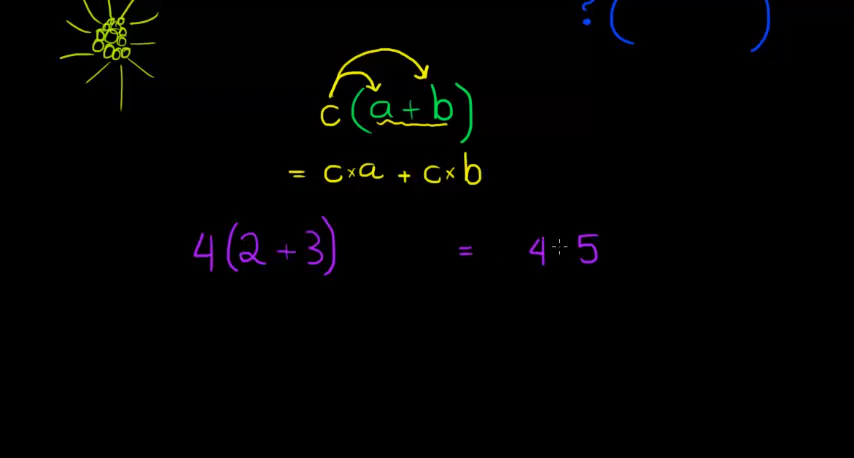 ? ( )
c (a + b)
= c × a + c × b
4 (2 + 3) = 4 5